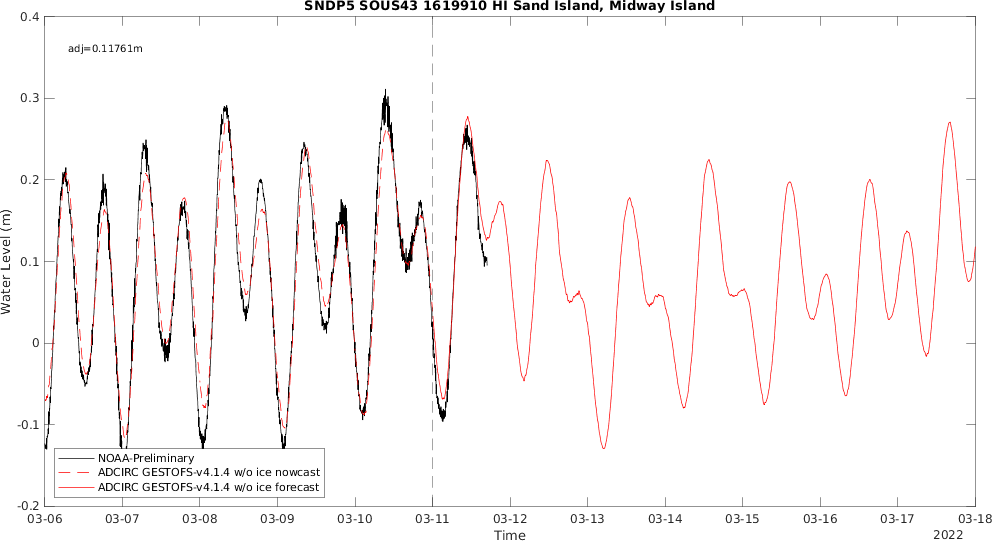 SNDP5 SOUS43 1619910 HI Sand Island, Midway Island
0.4
adj=0.11761m
0.3
0.2
0.1
0
-0.1
-0.2
Water Level (m)
NOAA-Preliminary
ADCIRC GESTOFS-v4.1.4 w/o ice nowcast
ADCIRC GESTOFS-v4.1.4 w/o ice forecast
03-06 03-07 03-08 03-09 03-10 03-11 03-12 03-13 03-14 03-15 03-16 03-17 03-18
Time
2022